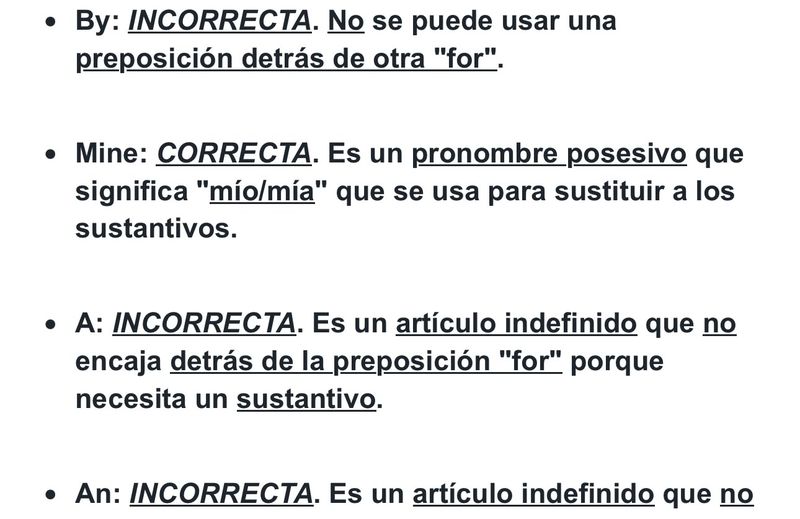 • By: INCORRECTA. No se puede usar una
preposición detrás de otra "for".
• Mine: CORRECTA. Es un pronombre posesivo que
significa "mío/mía" que se usa para sustituir a los
sustantivos.
• A: INCORRECTA. Es un artículo indefinido que no
encaja detrás de la preposición "for" porque
necesita un sustantivo.
• An: INCORRECTA. Es un artículo indefinido que no